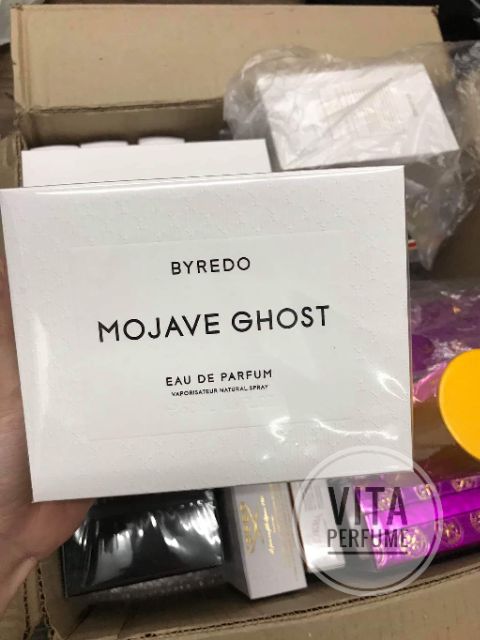 BYREDO
MOJAVE GHOST
EAU DE PARFUM
VAPORISATEUR NATURAL SPRAY
VITA
PERFUME